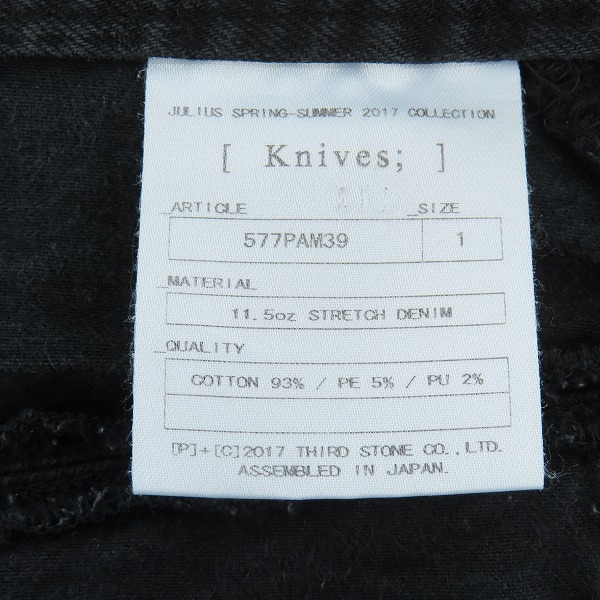 JULIUS SPRING-SUMMER 2017 COLLECTION
[ Knives; ]
_ARTICLE _SIZE
577PAM39 1
_MATERIAL
11.5oz STRETCH DENIM
_QUALITY
COTTON 93% / PE 5% / PU 2%
[P]+[C]2017 THIRD STONE CO.,LTD.
ASSEMBLED IN JAPAN.